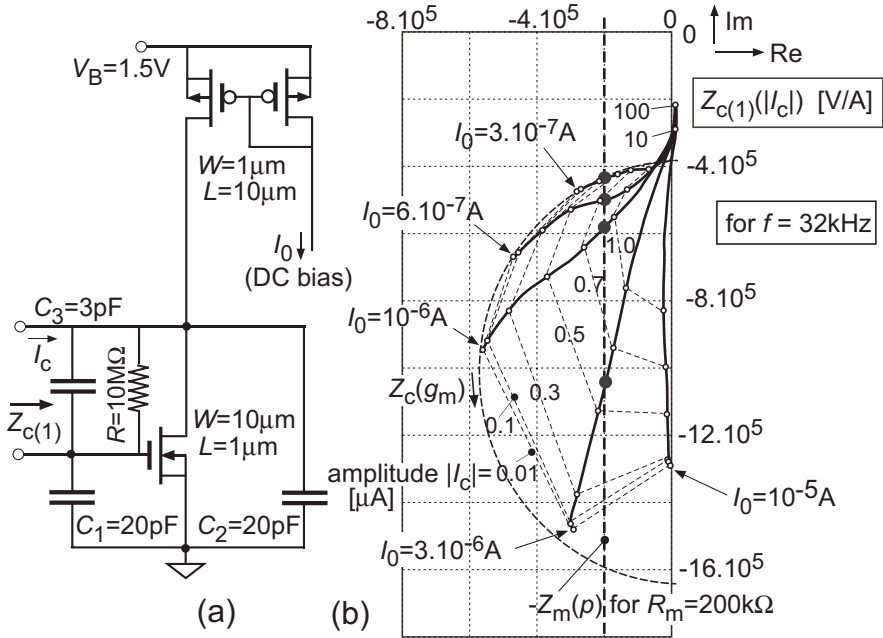 V_B=1.5V
W=1μm
L=10μm
I_0
(DC bias)
C_3=3pF
I_c
R=10MΩ
Z_c(1)
W=10μm
L=1μm
C_1=20pF
C_2=20pF
(a)
(b)
-8.10^5
-4.10^5
0
Im
0
Re
Z_c(1)(|I_c|) [V/A]
100
10
I_0=3.10^-7A
-4.10^5
I_0=6.10^-7A
for f = 32kHz
1.0
0.7
I_0=10^-6A
-8.10^5
0.5
Z_c(g_m)
0.3
0.1
-12.10^5
amplitude |I_c|= 0.01
[μA]
I_0=10^-5A
I_0=3.10^-6A
-16.10^5
-Z_m(p) for R_m=200kΩ